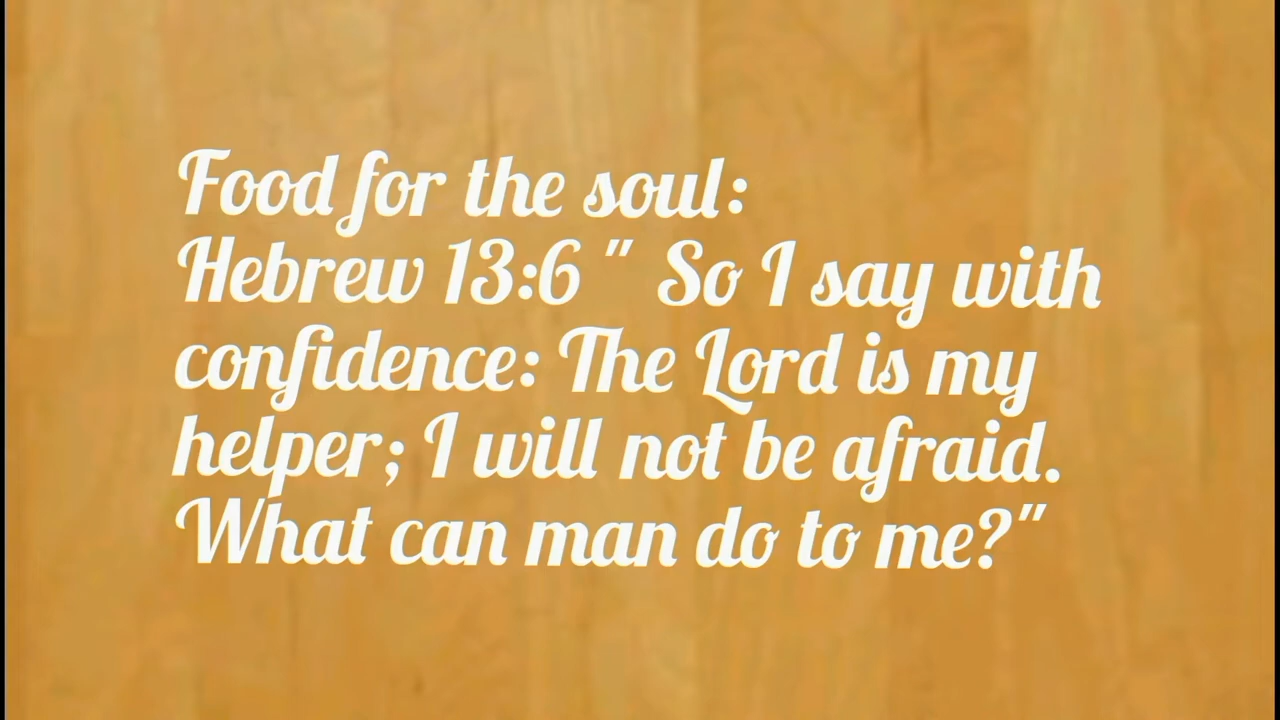 Food for the soul:
Hebrew 13:6 " So I say with
confidence: The Lord is my
helper; I will not be afraid.
What can man do to me?"